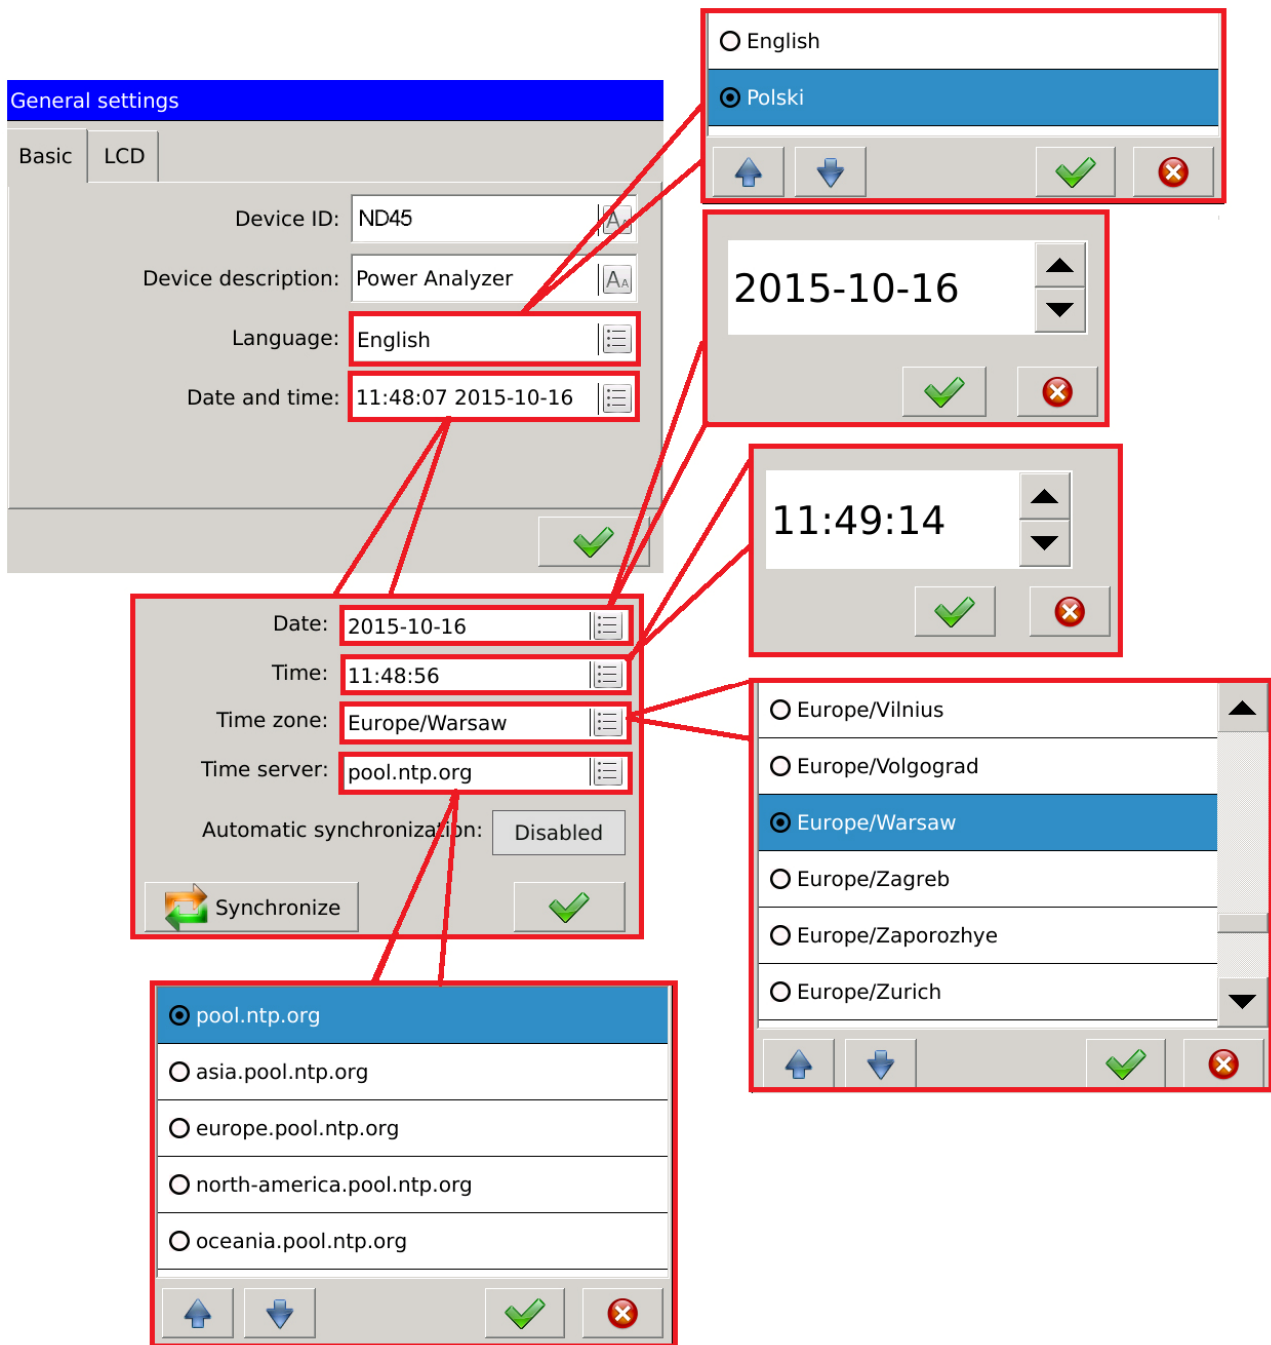 General settings
Basic LCD
Device ID: ND45
Device description: Power Analyzer
Language: English
Date and time: 11:48:07 2015-10-16
English
Polski
2015-10-16
11:49:14
Date: 2015-10-16
Time: 11:48:56
Time zone: Europe/Warsaw
Time server: pool.ntp.org
Automatic synchronization: Disabled
Synchronize
Europe/Vilnius
Europe/Volgograd
Europe/Warsaw
Europe/Zagreb
Europe/Zaporozhye
Europe/Zurich
pool.ntp.org
asia.pool.ntp.org
europe.pool.ntp.org
north-america.pool.ntp.org
oceania.pool.ntp.org